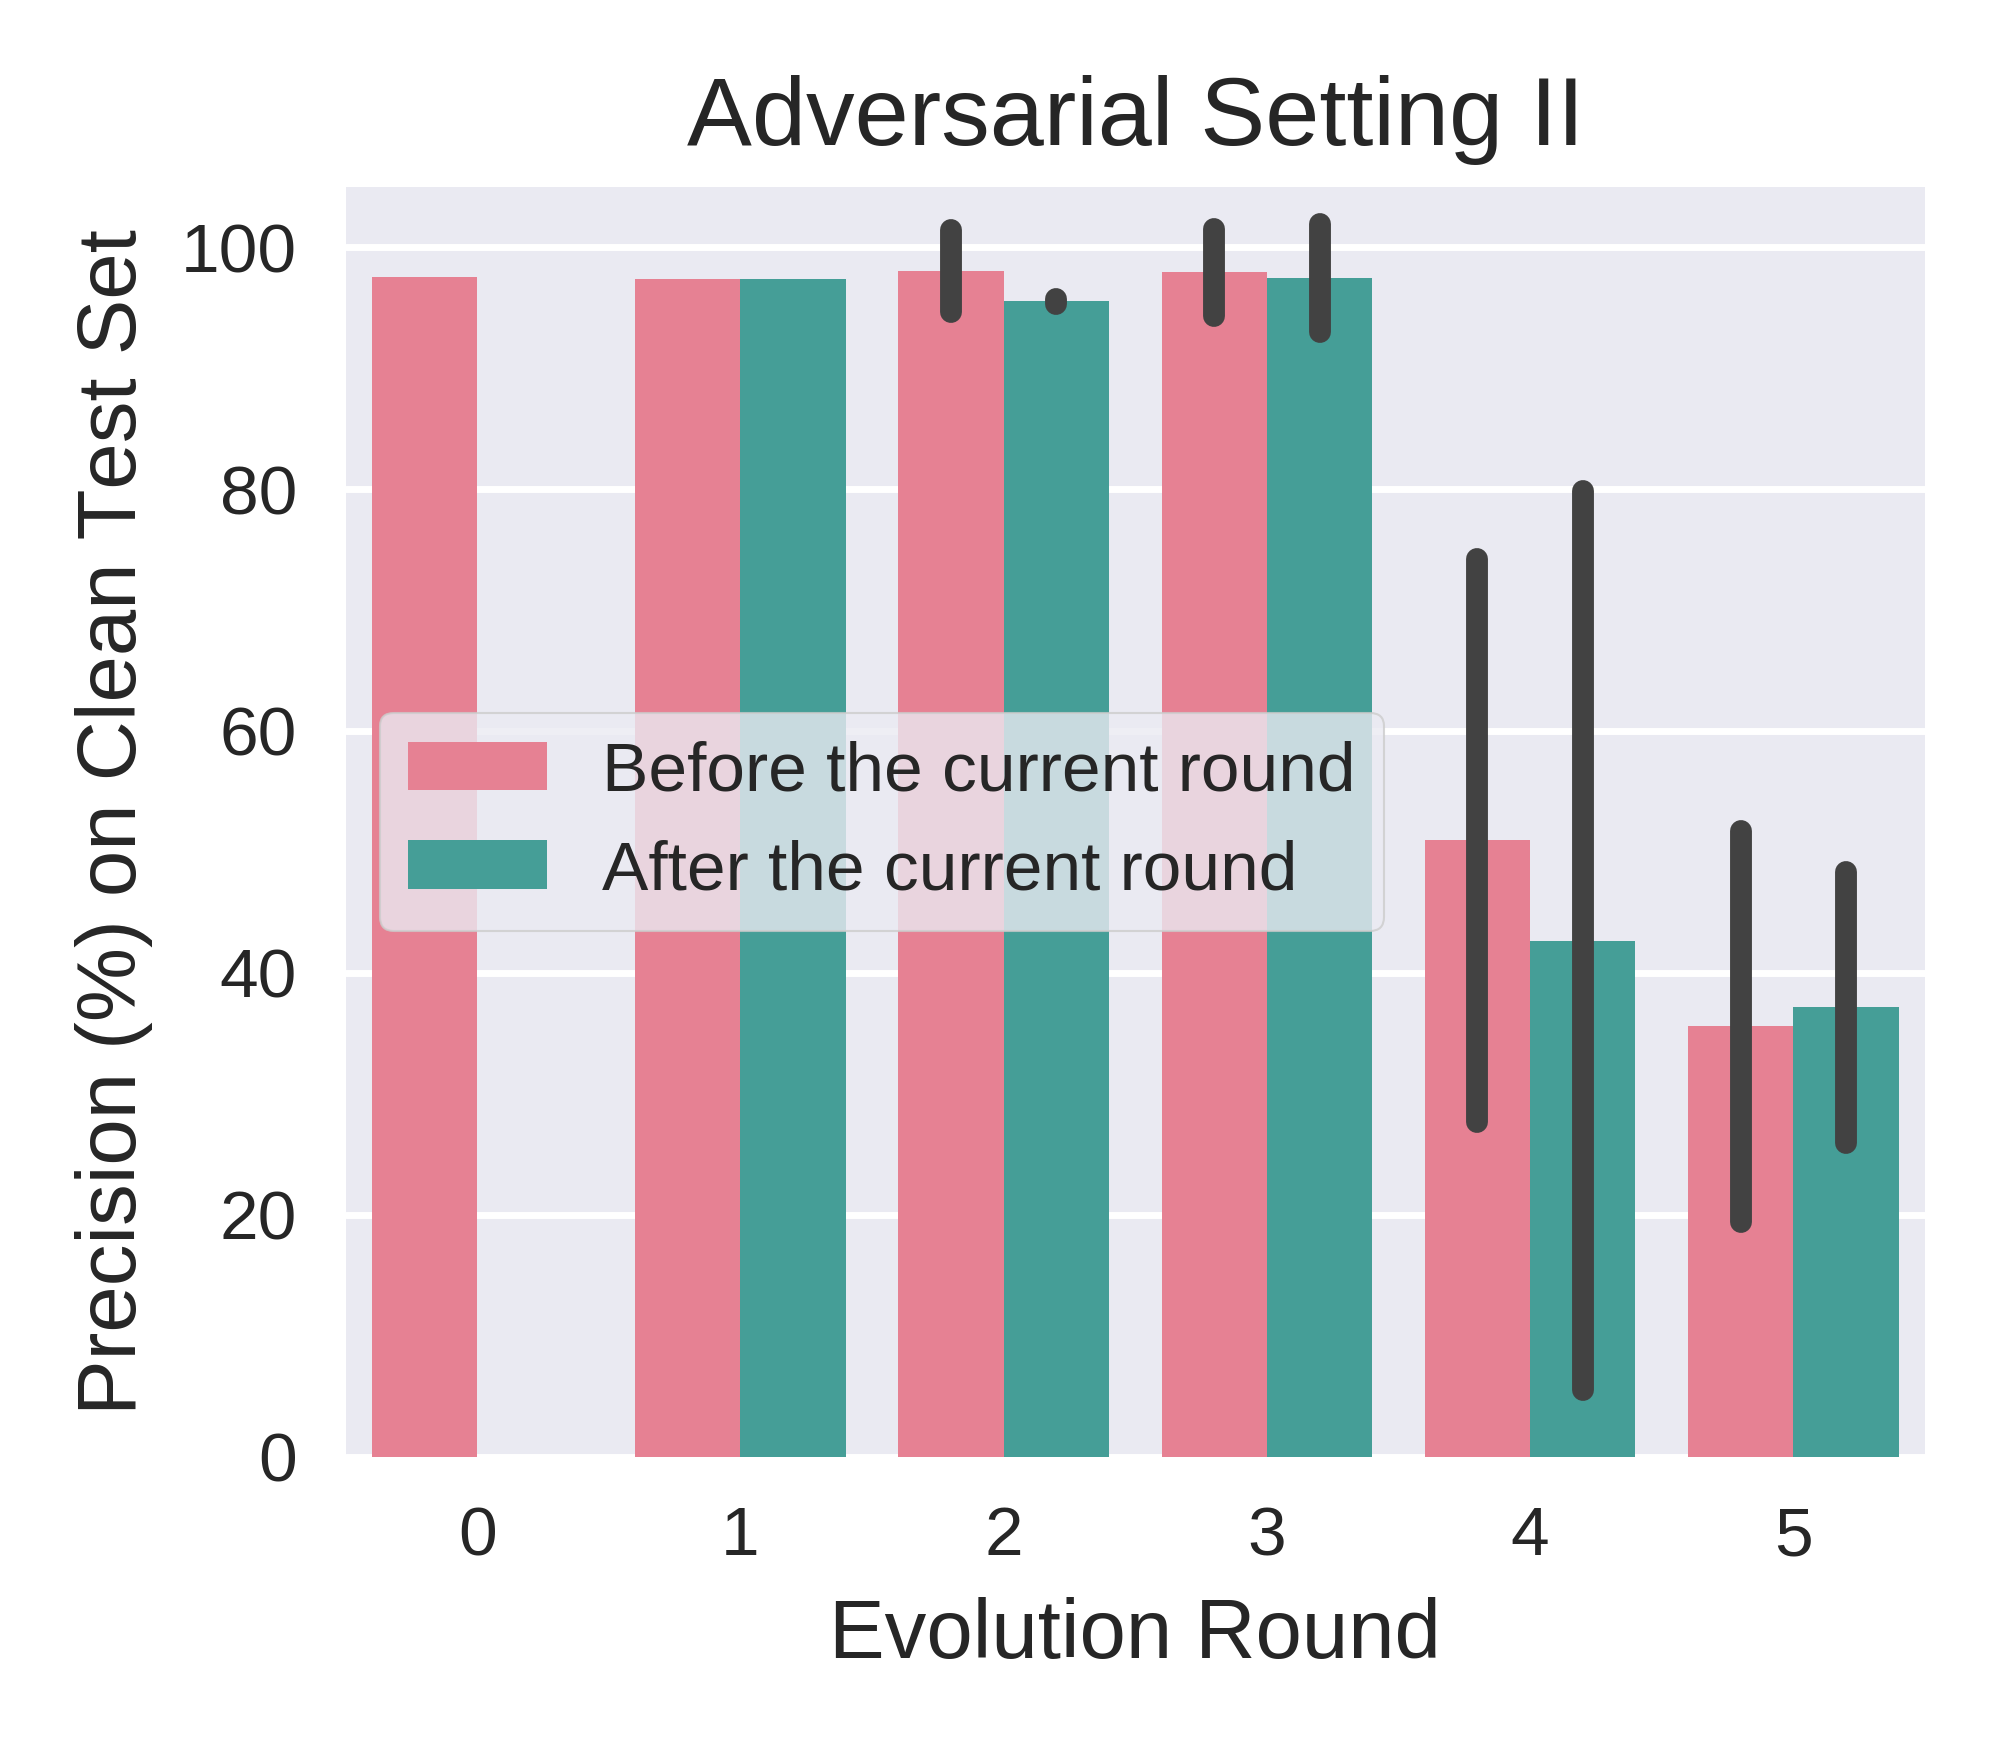 Adversarial Setting II
Precision (%) on Clean Test Set
100
80
60
40
20
0
Before the current round
After the current round
0 1 2 3 4 5
Evolution Round